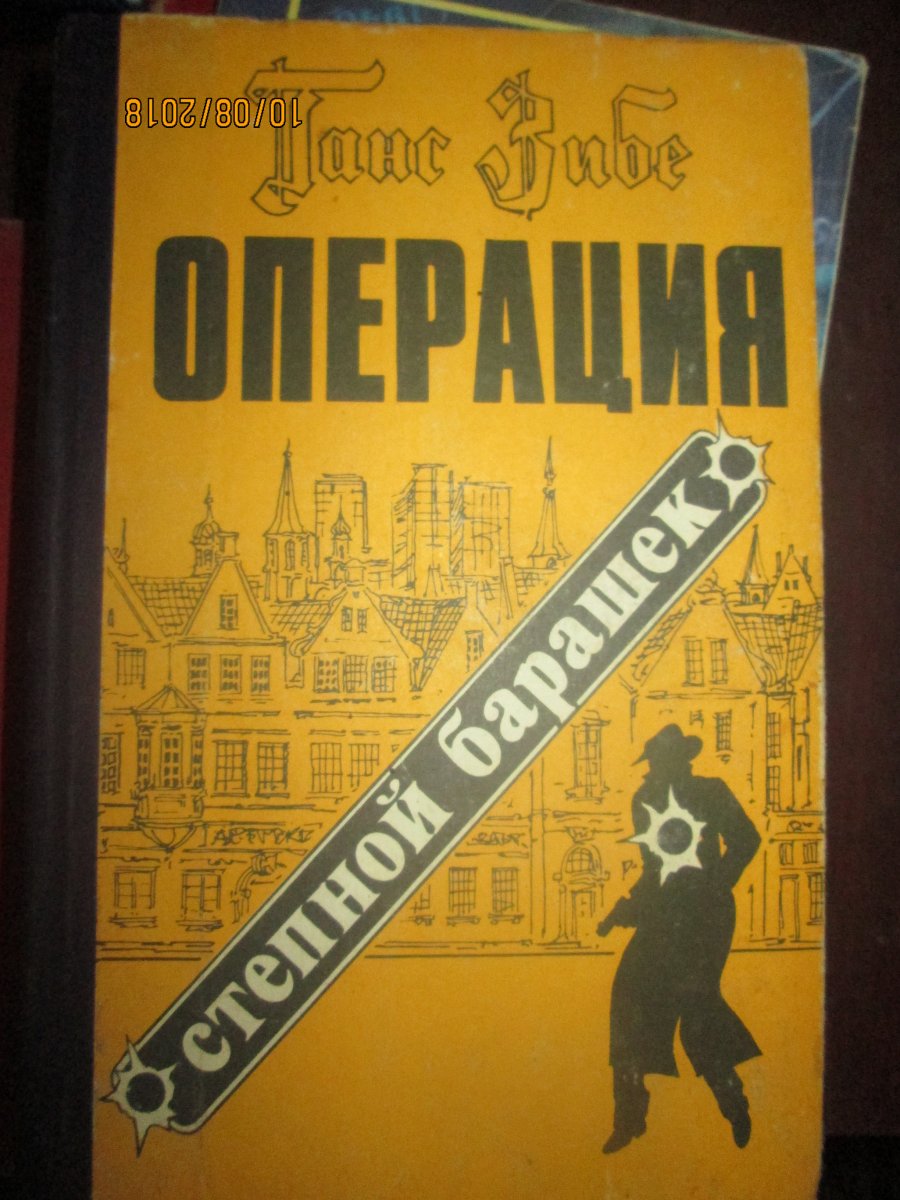 10/08/2018
Ганс Зибе
ОПЕРАЦИЯ
степной барашек